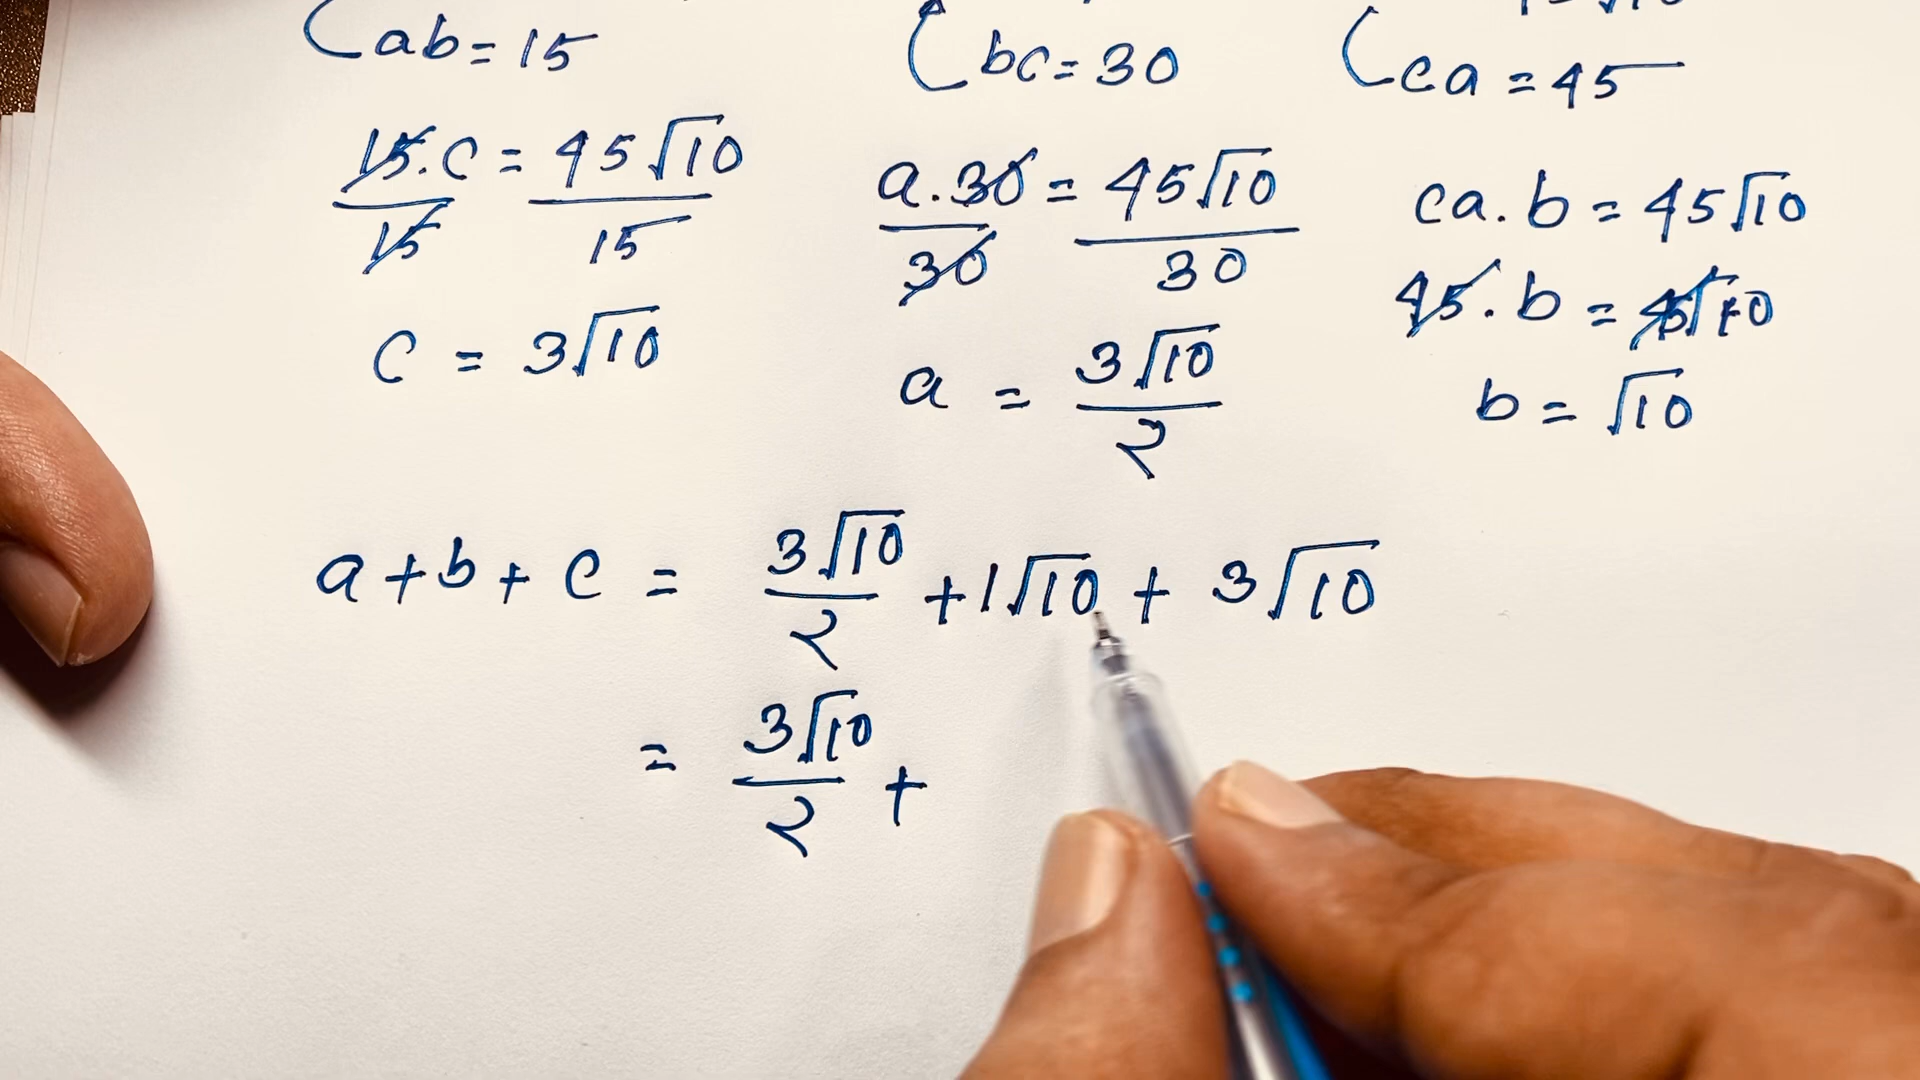 ab = 15
15.c/15 = 45√10/15
c = 3√10
bc = 30
a.30/30 = 45√10/30
a = 3√10/2
ca = 45
ca.b = 45√10
45.b = 45√10
b = √10
a + b + c = 3√10/2 + 1√10 + 3√10
= 3√10/2 +